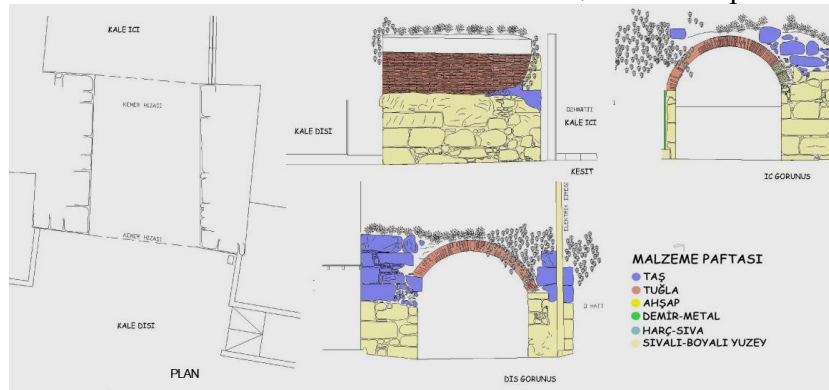 KALE ICI
KEMER HIZASI
KEMER HIZASI
KALE DISI
PLAN
KALE DISI
KALE ICI
KESIT
IC GORUNUS
DIS GORUNUS
MALZEME PAFTASI
TAŞ
TUĞLA
AHŞAP
DEMİR-METAL
HARÇ-SIVA
SIVALI-BOYALI YUZEY